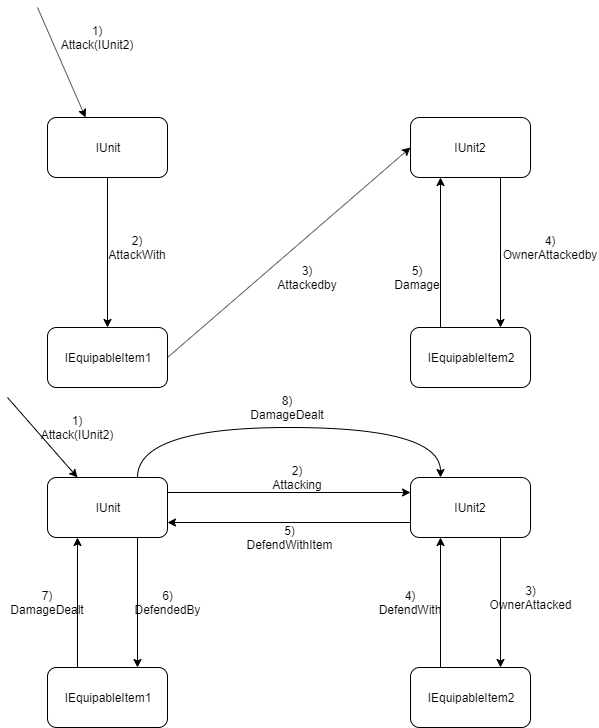 1)
Attack(IUnit2)
IUnit
IUnit2
2)
AttackWith
4)
OwnerAttackedby
3)
Attackedby
5)
Damage
IEquipableItem1
IEquipableItem2
8)
DamageDealt
1)
Attack(IUnit2)
2)
Attacking
IUnit
IUnit2
5)
DefendWithItem
7)
DamageDealt
6)
DefendedBy
4)
DefendWith
3)
OwnerAttacked
IEquipableItem1
IEquipableItem2